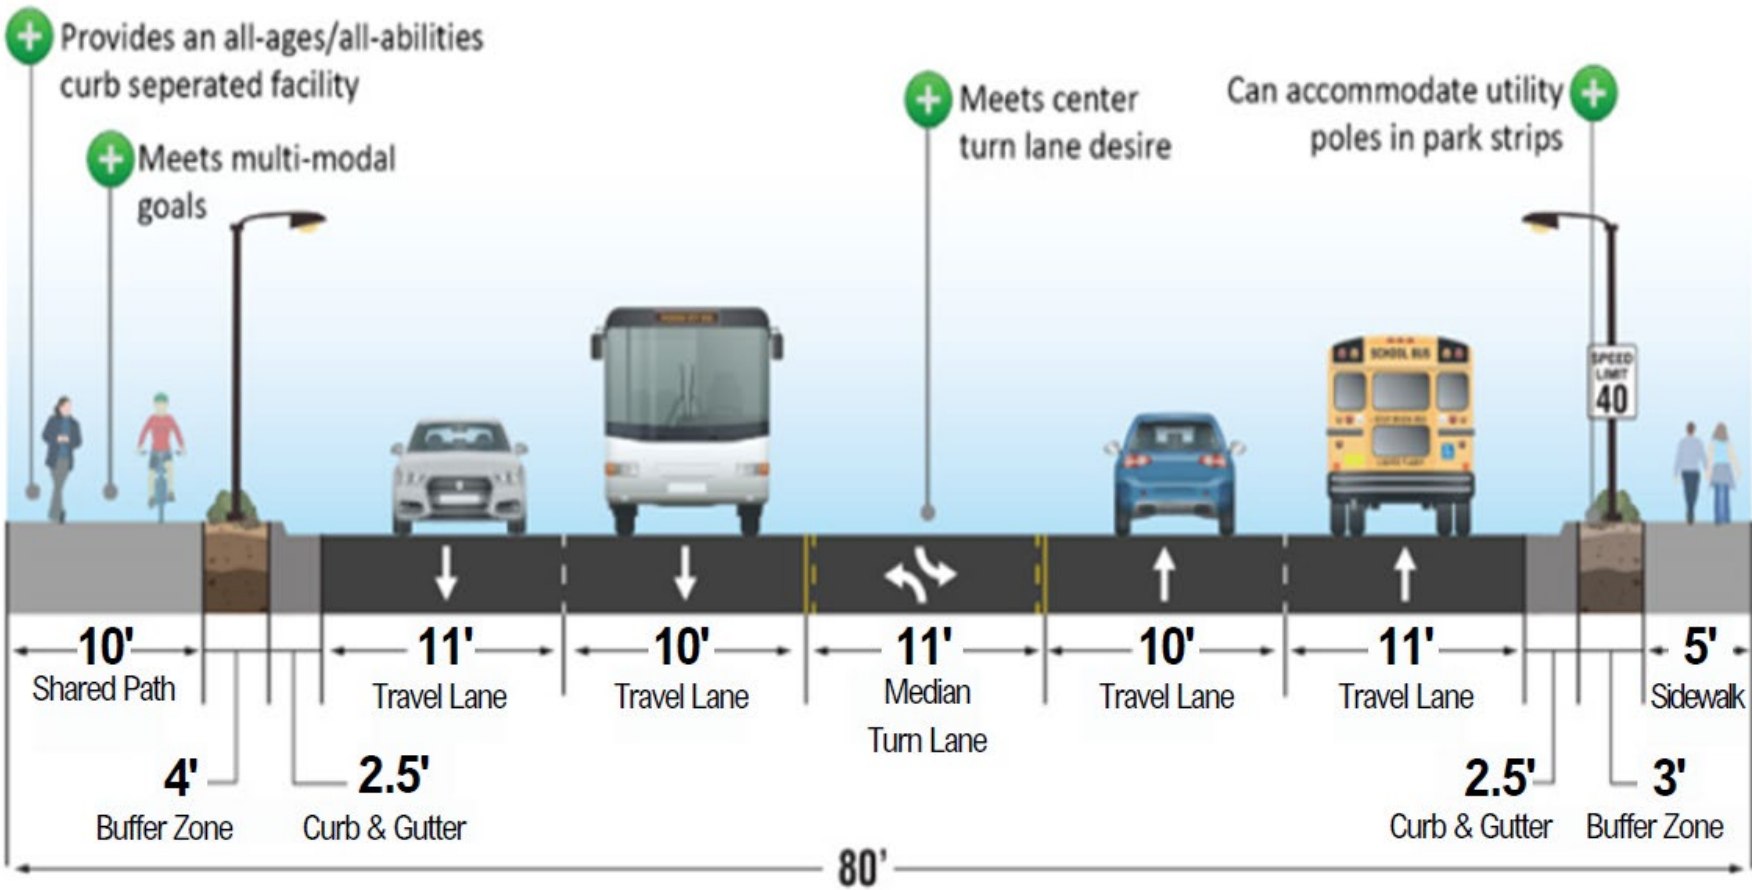 Provides an all-ages/all-abilities
curb seperated facility
Meets multi-modal
goals
Meets center
turn lane desire
Can accommodate utility
poles in park strips
SCHOOL BUS
SPEED
LIMIT
40
10' 11' 10' 11' 10' 11' 5'
Shared Path Travel Lane Travel Lane Median Travel Lane Travel Lane Sidewalk
Turn Lane
4' 2.5' 2.5' 3'
Buffer Zone Curb & Gutter Curb & Gutter Buffer Zone
80'